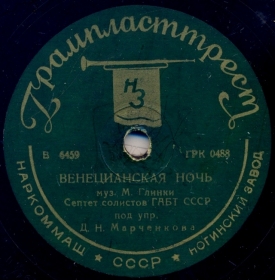 Грампласттрест
НЗ
В 6459 ГРК 0488
ВЕНЕЦИАНСКАЯ НОЧЬ
муз. М. Глинки
Септет солистов ГАБТ СССР
под упр.
Д. Н. Марченкова
НАРКОММАШ ★ СССР ★ НОГИНСКИЙ ЗАВОД